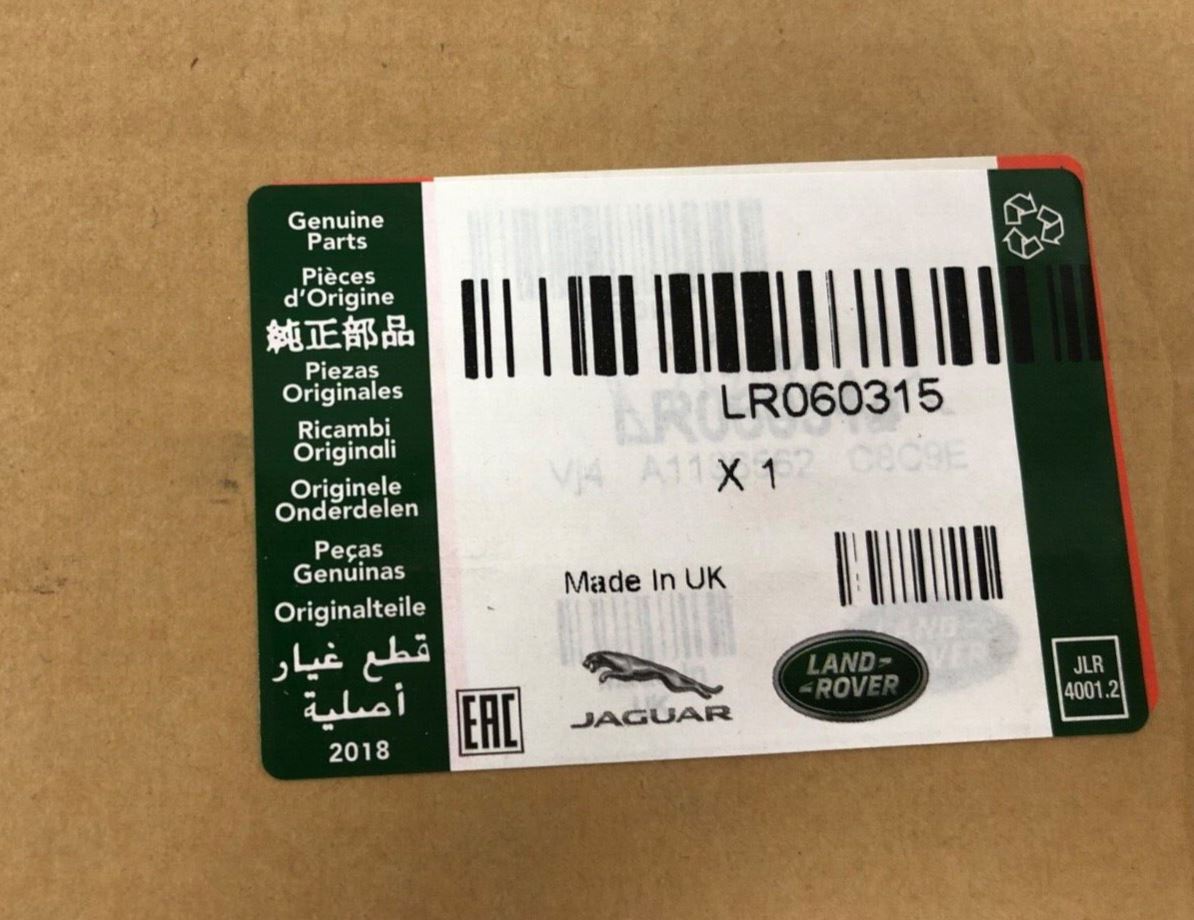 Genuine
Parts
Pièces
d'Origine
純正部品
Piezas
Originales
Ricambi
Originali
Originele
Onderdelen
Peças
Genuinas
Originalteile
قطع غيار
أصلية
2018
LR060315
X 1
Made In UK
EAC
JAGUAR
LAND-
-ROVER
JLR
4001.2